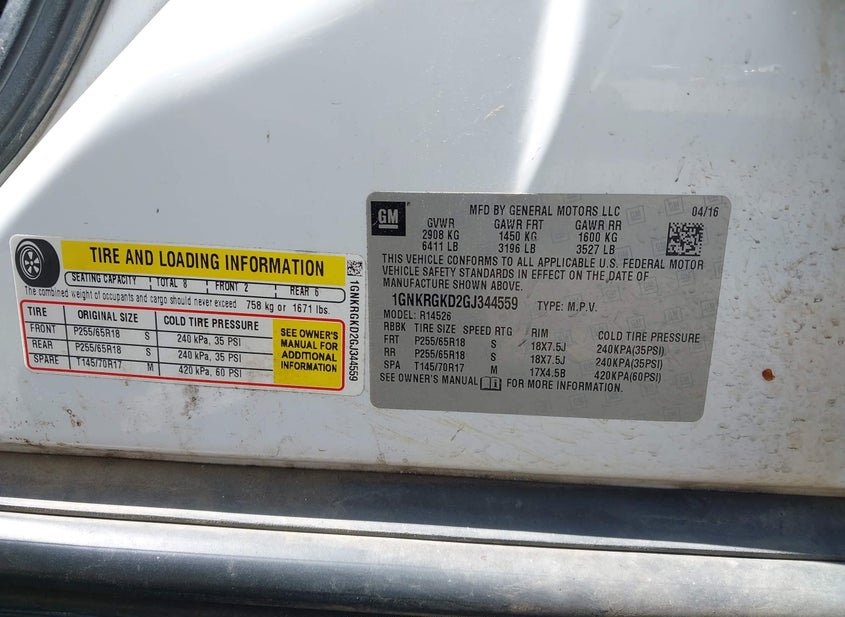 TIRE AND LOADING INFORMATION
SEATING CAPACITY TOTAL 8 FRONT 2 REAR 6
The combined weight of occupants and cargo should never exceed 758 kg or 1671 lbs.
TIRE ORIGINAL SIZE COLD TIRE PRESSURE
FRONT P255/65R18 S 240 kPa, 35 PSI
REAR P255/65R18 S 240 kPa, 35 PSI
SPARE T145/70R17 M 420 kPa, 60 PSI
SEE OWNER'S
MANUAL FOR
ADDITIONAL
INFORMATION
1GNKRGKD2GJ344559
GM
MFD BY GENERAL MOTORS LLC 04/16
GVWR GAWR FRT GAWR RR
2908 KG 1450 KG 1600 KG
6411 LB 3196 LB 3527 LB
THIS VEHICLE CONFORMS TO ALL APPLICABLE U.S. FEDERAL MOTOR
VEHICLE SAFETY STANDARDS IN EFFECT ON THE DATE OF
MANUFACTURE SHOWN ABOVE.
1GNKRGKD2GJ344559 TYPE: M.P.V.
MODEL: R14526
RBBK TIRE SIZE SPEED RTG RIM COLD TIRE PRESSURE
FRT P255/65R18 S 18X7.5J 240KPA(35PSI)
RR P255/65R18 S 18X7.5J 240KPA(35PSI)
SPA T145/70R17 M 17X4.5B 420KPA(60PSI)
SEE OWNER'S MANUAL FOR MORE INFORMATION.